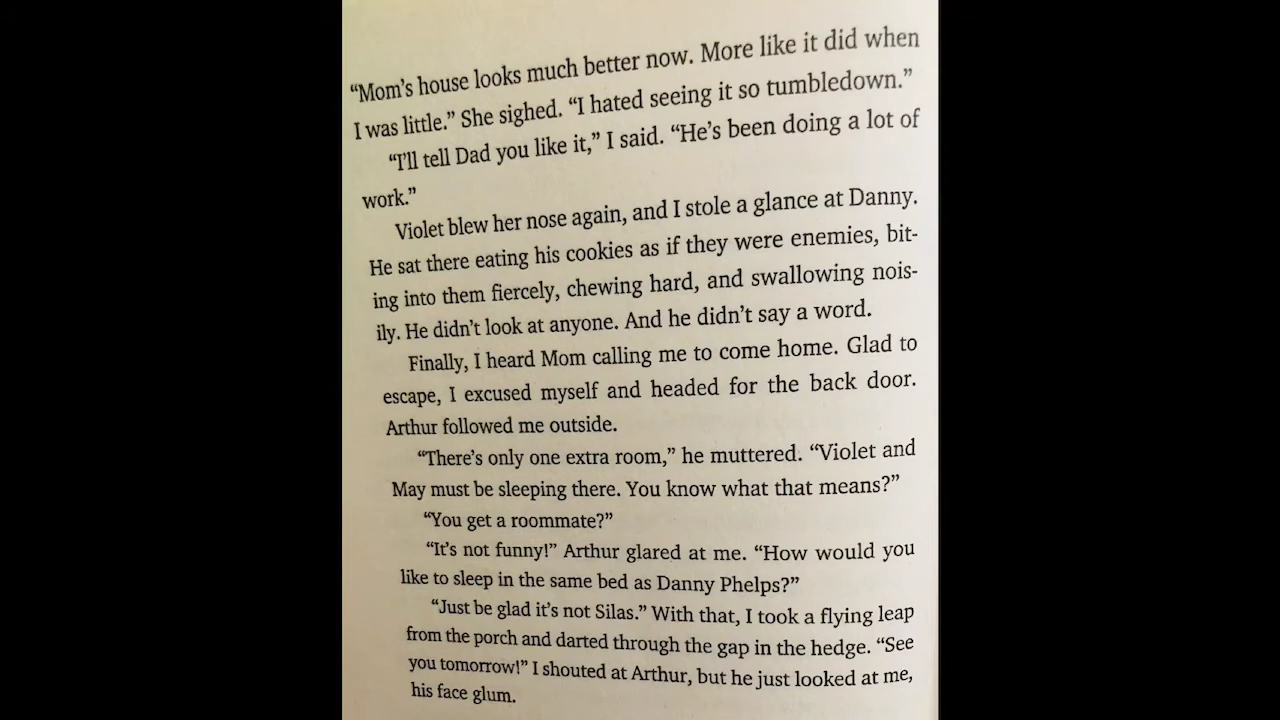 “Mom’s house looks much better now. More like it did when
I was little.” She sighed. “I hated seeing it so tumbledown.”
“I’ll tell Dad you like it,” I said. “He’s been doing a lot of
work.”
Violet blew her nose again, and I stole a glance at Danny.
He sat there eating his cookies as if they were enemies, bit-
ing into them fiercely, chewing hard, and swallowing nois-
ily. He didn’t look at anyone. And he didn’t say a word.
Finally, I heard Mom calling me to come home. Glad to
escape, I excused myself and headed for the back door.
Arthur followed me outside.
“There’s only one extra room,” he muttered. “Violet and
May must be sleeping there. You know what that means?”
“You get a roommate?”
“It’s not funny!” Arthur glared at me. “How would you
like to sleep in the same bed as Danny Phelps?”
“Just be glad it’s not Silas.” With that, I took a flying leap
from the porch and darted through the gap in the hedge. “See
you tomorrow!” I shouted at Arthur, but he just looked at me,
his face glum.